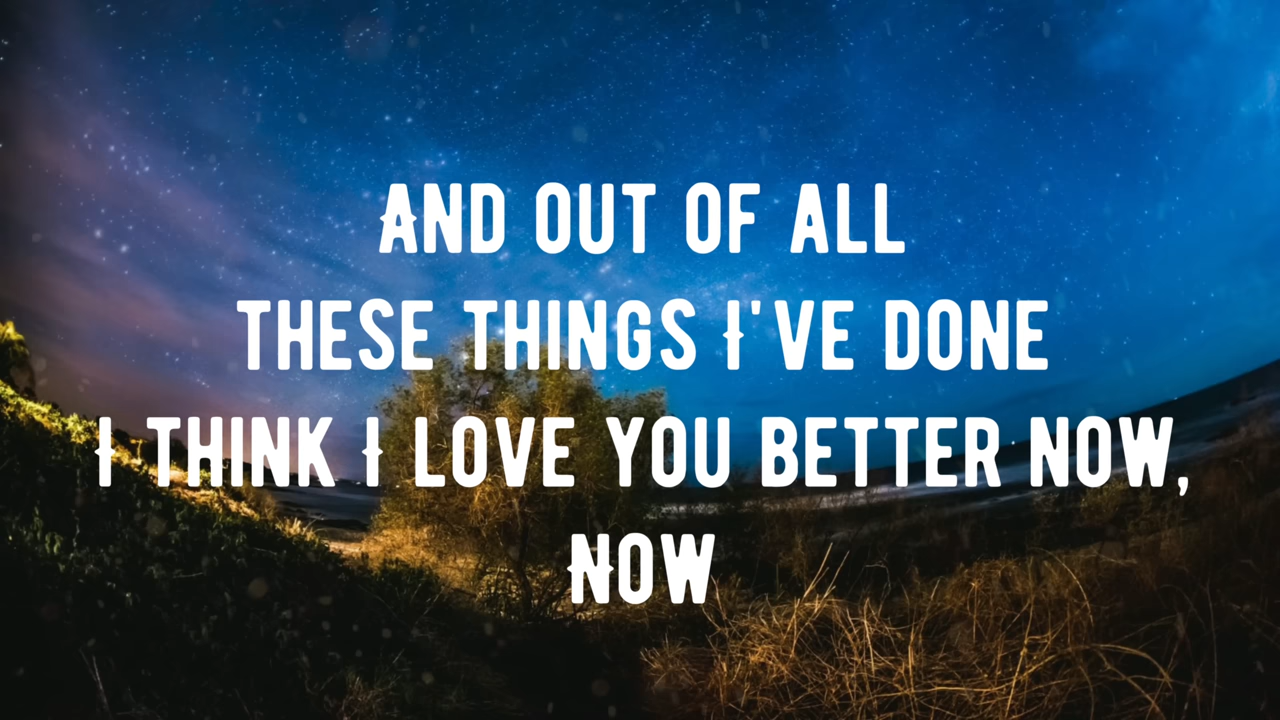 AND OUT OF ALL
THESE THINGS I'VE DONE
I THINK I LOVE YOU BETTER NOW,
NOW